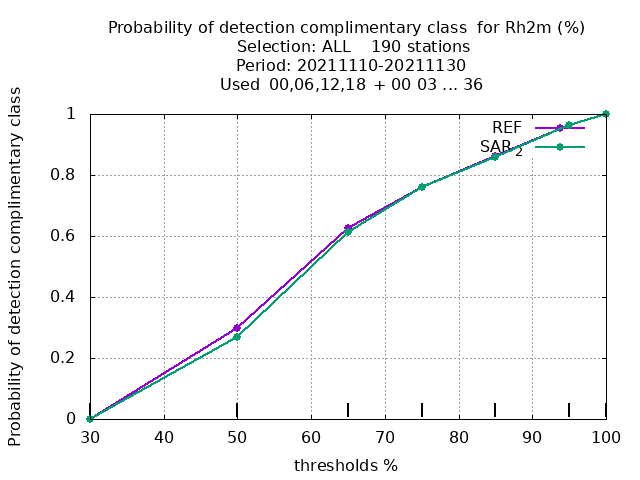 Probability of detection complimentary class for Rh2m (%)
Selection: ALL 190 stations
Period: 20211110-20211130
Used 00,06,12,18 + 00 03 ... 36
Probability of detection complimentary class
1
0.8
0.6
0.4
0.2
0
REF
SAR_2
30 40 50 60 70 80 90 100
thresholds %